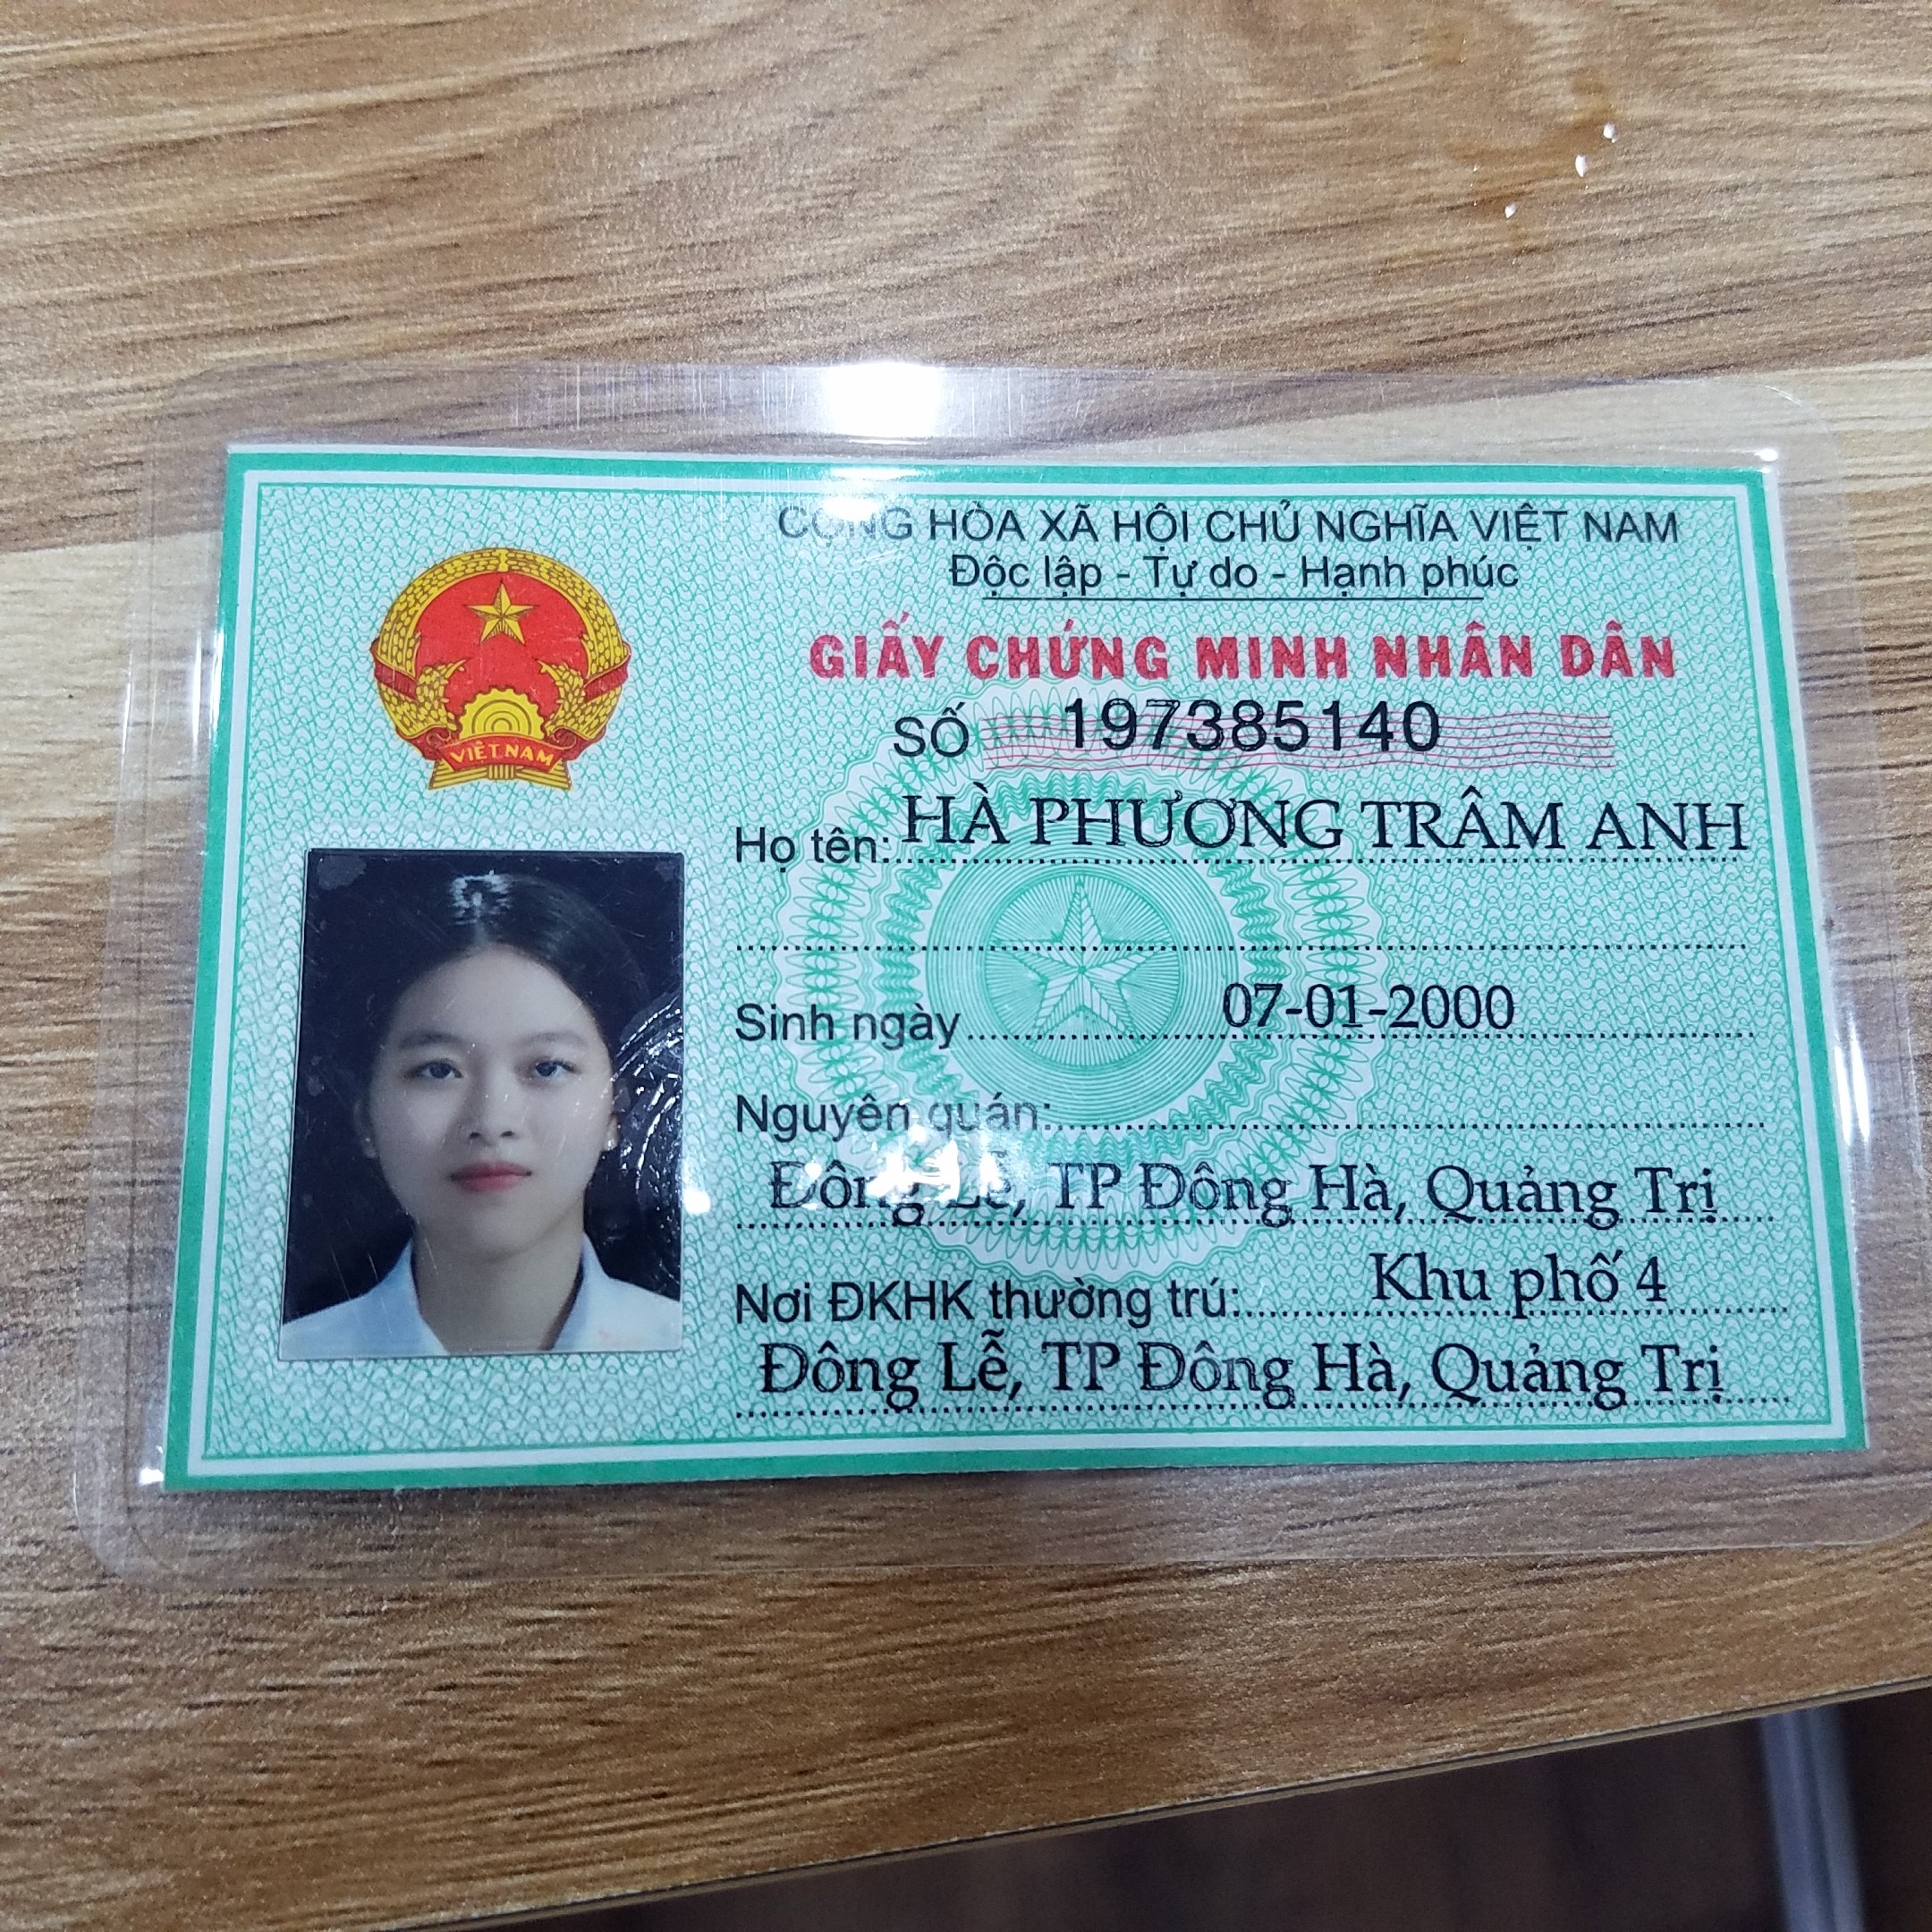 CỘNG HÒA XÃ HỘI CHỦ NGHĨA VIỆT NAM
Độc lập - Tự do - Hạnh phúc
GIẤY CHỨNG MINH NHÂN DÂN
SỐ 197385140
VIỆT NAM
Họ tên: HÀ PHƯƠNG TRÂM ANH
Sinh ngày 07-01-2000
Nguyên quán:
Đông Lễ, TP Đông Hà, Quảng Trị
Nơi ĐKHK thường trú: Khu phố 4
Đông Lễ, TP Đông Hà, Quảng Trị